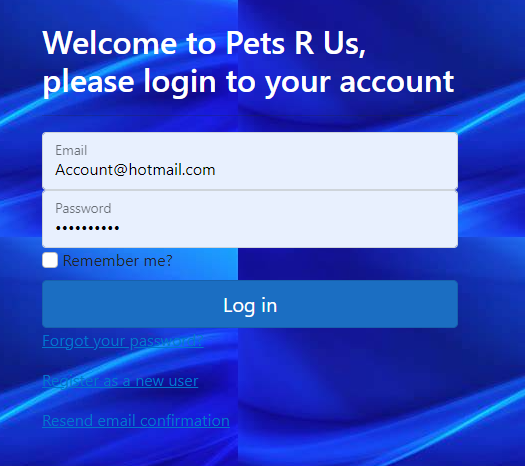 Welcome to Pets R Us,
please login to your account
Email
Account@hotmail.com
Password
••••••••••
Remember me?
Log in
Forgot your password?
Register as a new user
Resend email confirmation